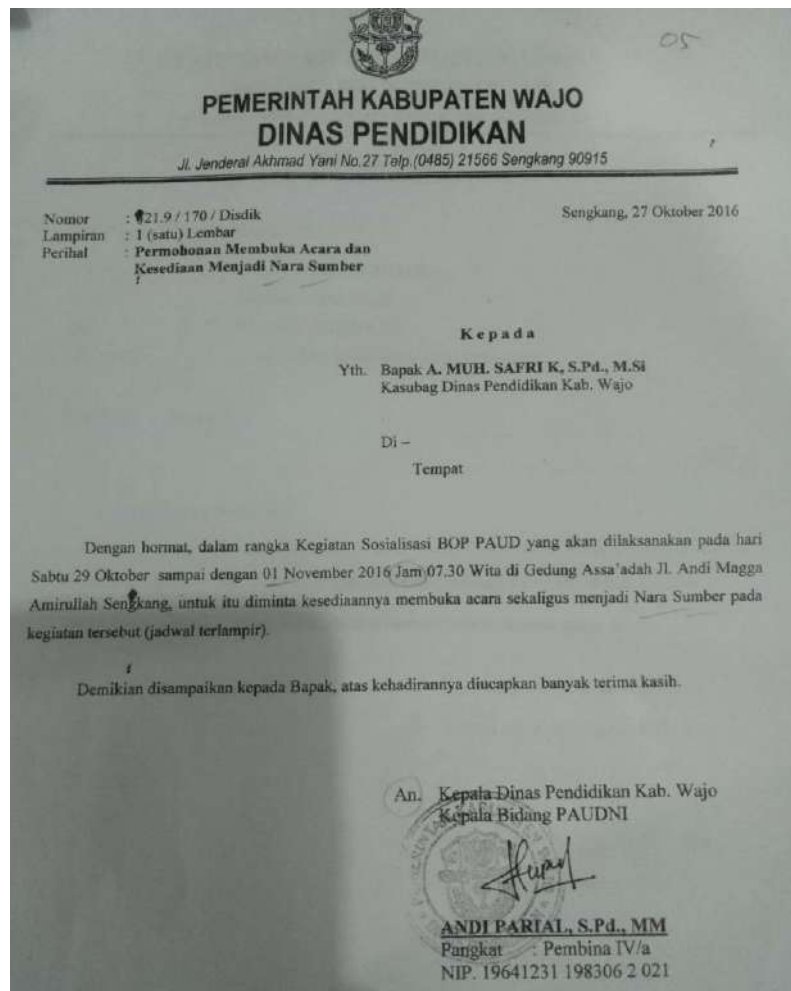 05
PEMERINTAH KABUPATEN WAJO
DINAS PENDIDIKAN
Jl. Jenderal Akhmad Yani No.27 Telp.(0485) 21566 Sengkang 90915
Sengkang, 27 Oktober 2016
Nomor : 421.9 / 170 / Disdik
Lampiran : 1 (satu) Lembar
Perihal : Permohonan Membuka Acara dan
Kesediaan Menjadi Nara Sumber
Kepada
Yth. Bapak A. MUH. SAFRI K, S.Pd., M.Si
Kasubag Dinas Pendidikan Kab. Wajo
Di –
Tempat
Dengan hormat, dalam rangka Kegiatan Sosialisasi BOP PAUD yang akan dilaksanakan pada hari
Sabtu 29 Oktober sampai dengan 01 November 2016 Jam 07.30 Wita di Gedung Assa'adah Jl. Andi Magga
Amirullah Sengkang, untuk itu diminta kesediaannya membuka acara sekaligus menjadi Nara Sumber pada
kegiatan tersebut (jadwal terlampir).
Demikian disampaikan kepada Bapak, atas kehadirannya diucapkan banyak terima kasih.
An. Kepala Dinas Pendidikan Kab. Wajo
Kepala Bidang PAUDNI
ANDI PARIAL, S.Pd., MM
Pangkat : Pembina IV/a
NIP. 19641231 198306 2 021